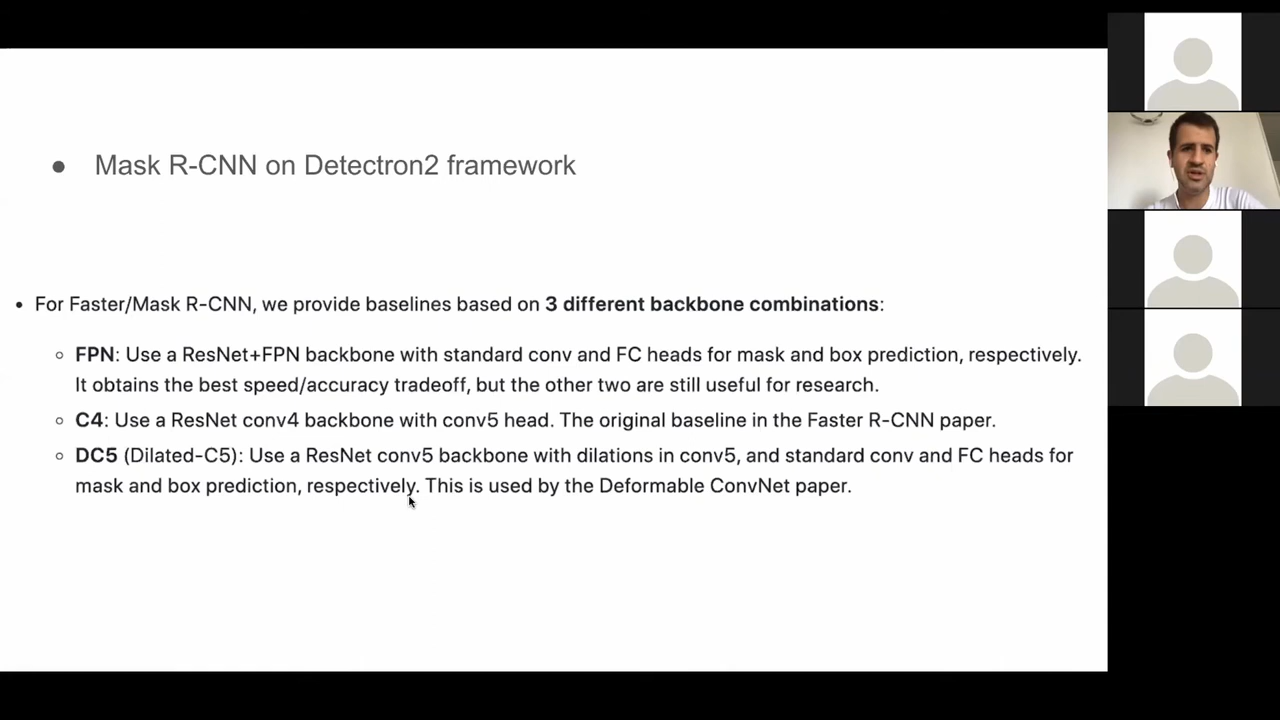 ● Mask R-CNN on Detectron2 framework
• For Faster/Mask R-CNN, we provide baselines based on 3 different backbone combinations:
○ FPN: Use a ResNet+FPN backbone with standard conv and FC heads for mask and box prediction, respectively.
It obtains the best speed/accuracy tradeoff, but the other two are still useful for research.
○ C4: Use a ResNet conv4 backbone with conv5 head. The original baseline in the Faster R-CNN paper.
○ DC5 (Dilated-C5): Use a ResNet conv5 backbone with dilations in conv5, and standard conv and FC heads for
mask and box prediction, respectively. This is used by the Deformable ConvNet paper.